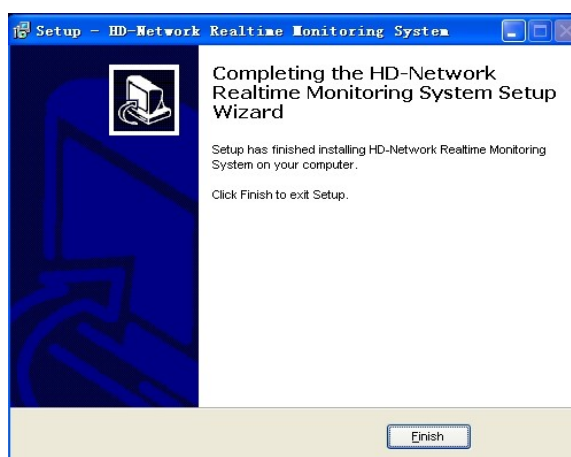 Setup - HD-Network Realtime Monitoring System
Completing the HD-Network
Realtime Monitoring System Setup
Wizard
Setup has finished installing HD-Network Realtime Monitoring
System on your computer.
Click Finish to exit Setup.
Finish